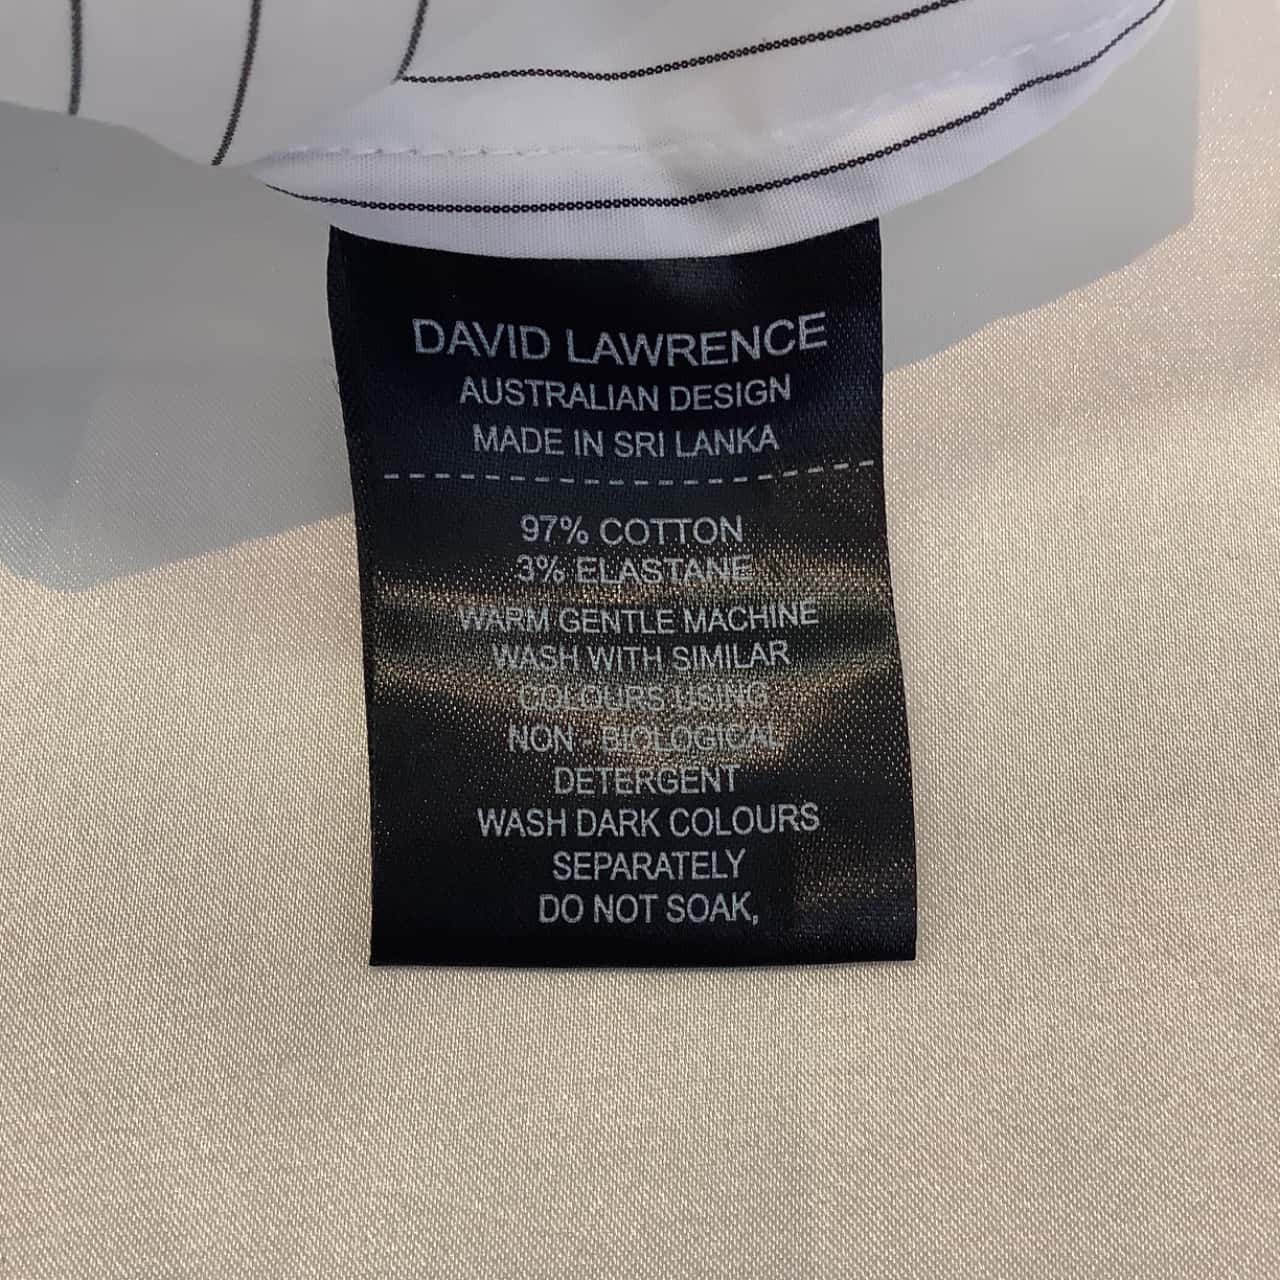 DAVID LAWRENCE
AUSTRALIAN DESIGN
MADE IN SRI LANKA
97% COTTON
3% ELASTANE
WARM GENTLE MACHINE
WASH WITH SIMILAR
COLOURS USING
NON - BIOLOGICAL
DETERGENT
WASH DARK COLOURS
SEPARATELY
DO NOT SOAK,